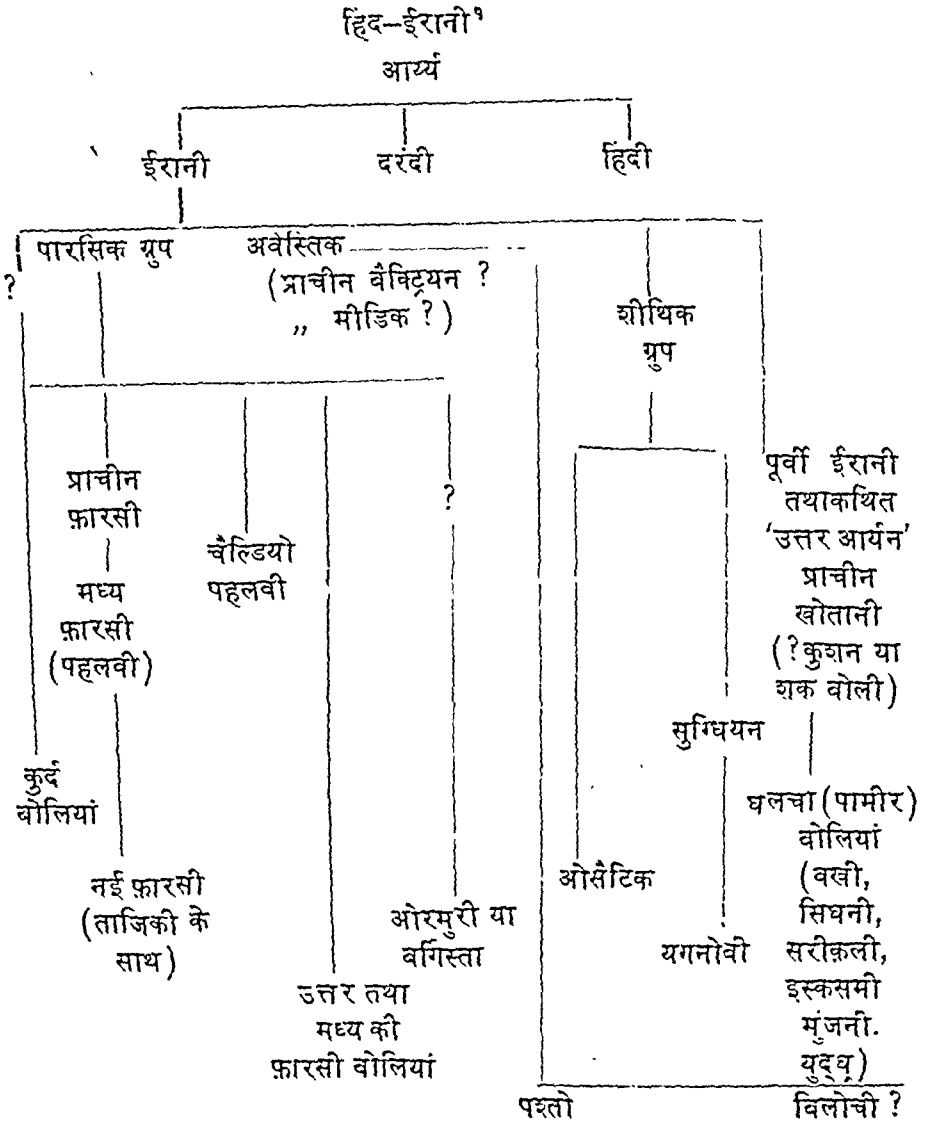 हिंद-ईरानी१
आर्य्य
ईरानी दरंदी हिंदी
पारसिक ग्रुप अवेस्तिक
?
(प्राचीन बैक्ट्रियन ?
,, मीडिक ?)
शीथिक
ग्रुप
प्राचीन
फ़ारसी
मध्य
फ़ारसी
(पहलवी)
चैल्डियो
पहलवी
?
पूर्वी ईरानी
तथाकथित
'उत्तर आर्यन'
प्राचीन
खोतानी
(?कुशन या
शक बोली)
सुग्धियन
कुर्द
बोलियां
घलचा (पामीर)
बोलियां
(वखी,
सिघनी,
सरीक़ली,
इस्कसमी
मुंजनी.
युद्घ)
नई फ़ारसी
(ताजिकी के
साथ)
ओरमुरी या
वर्गिस्ता
ओसैटिक
यगनोवी
उत्तर तथा
मध्य की
फ़ारसी बोलियां
पश्तो बिलोची ?